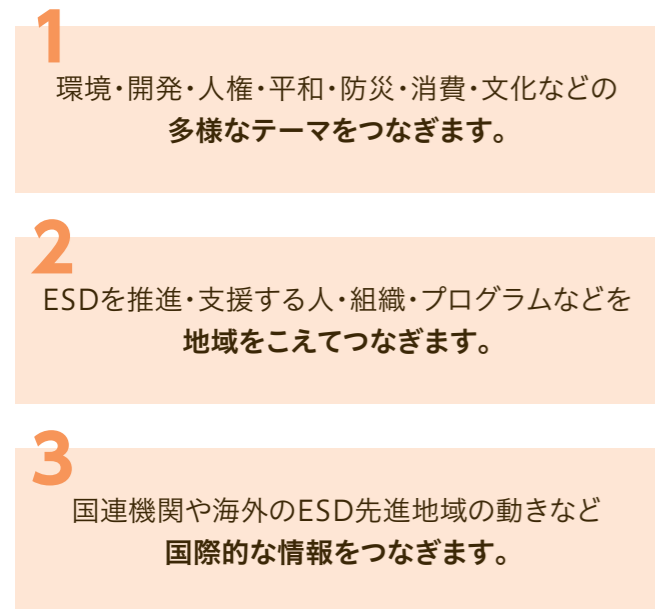 1
環境・開発・人権・平和・防災・消費・文化などの
多様なテーマをつなぎます。
2
ESDを推進・支援する人・組織・プログラムなどを
地域をこえてつなぎます。
3
国連機関や海外のESD先進地域の動きなど
国際的な情報をつなぎます。